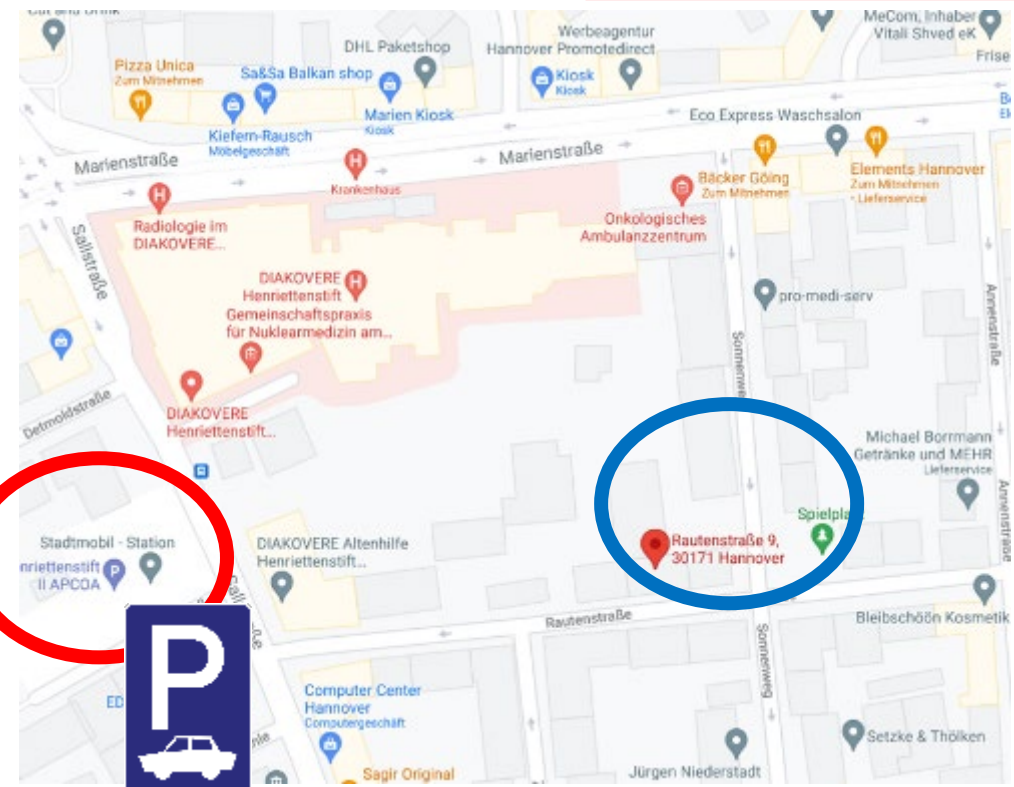 MeCom, Inhaber
Vitali Shved eK
Werbeagentur
Hannover Promotedirect
DHL Paketshop
Pizza Unica
Zum Mitnehmen
Sa&Sa Balkan shop
Kiosk
Kiosk
Marien Kiosk
Kiosk
Eco Express Waschsalon
Kiefern-Rausch
Möbelgeschäft
Marienstraße
Marienstraße
Krankenhaus
Bäcker Göing
Zum Mitnehmen
Elements Hannover
Zum Mitnehmen
• Lieferservice
Radiologie im
DIAKOVERE...
Onkologisches
Ambulanzzentrum
Sallstraße
DIAKOVERE
Henriettenstift
Gemeinschaftspraxis
für Nuklearmedizin am...
pro-medi-serv
Annenstraße
Sonnenweg
Detmoldstraße
DIAKOVERE
Henriettenstift...
Michael Borrmann
Getränke und MEHR
Lieferservice
Annenstraße
Stadtmobil - Station
nriettenstift
II APCOA
P
DIAKOVERE Altenhilfe
Henriettenstift...
Rautenstraße 9,
30171 Hannover
Rautenstraße
Bleibschön Kosmetik
Sonnenweg
P
Computer Center
Hannover
Computergeschäft
Setzke & Thölken
Sagir Original
Jürgen Niederstadt